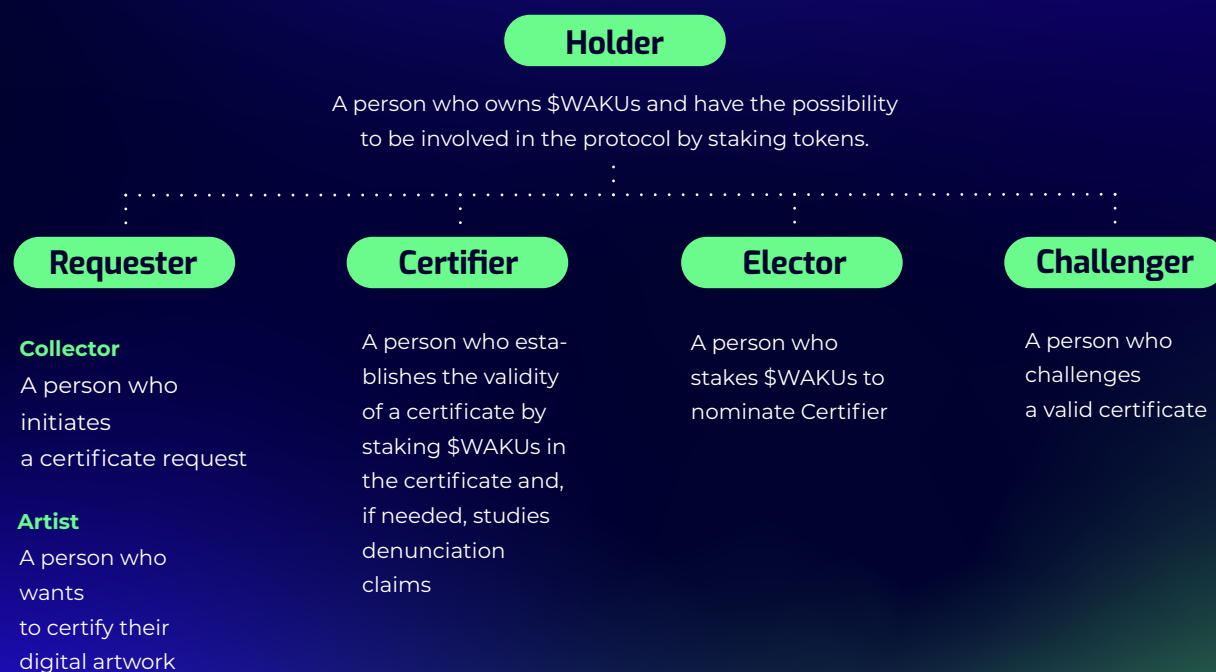 Holder
A person who owns $WAKUs and have the possibility
to be involved in the protocol by staking tokens.
Requester
Collector
A person who
initiates
a certificate request
Artist
A person who
wants
to certify their
digital artwork
Certifier
A person who esta-
blishes the validity
of a certificate by
staking $WAKUs in
the certificate and,
if needed, studies
denunciation
claims
Elector
A person who
stakes $WAKUs to
nominate Certifier
Challenger
A person who
challenges
a valid certificate